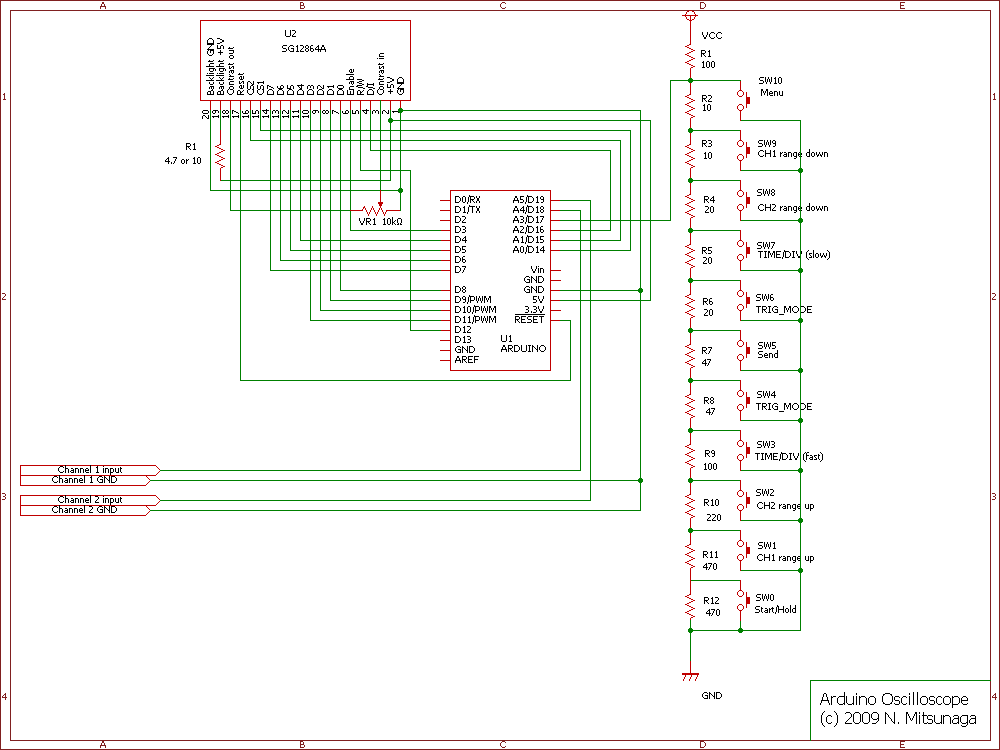 A
B
C
D
E
1
2
3
4
U2
SG12864A
Backlight GND
Backlight +5V
Contrast out
Reset
CS2
CS1
D7
D6
D5
D4
D3
D2
D1
D0
Enable
R/W
D/I
Contrast in
+5V
GND
20
19
18
17
16
15
14
13
12
11
10
9
8
7
6
5
4
3
2
1
R1
4.7 or 10
VR1 10kΩ
D0/RX
D1/TX
D2
D3
D4
D5
D6
D7
D8
D9/PWM
D10/PWM
D11/PWM
D12
D13
GND
AREF
A5/D19
A4/D18
A3/D17
A2/D16
A1/D15
A0/D14
Vin
GND
GND
5V
3.3V
RESET
U1
ARDUINO
Channel 1 input
Channel 1 GND
Channel 2 input
Channel 2 GND
VCC
R1
100
R2
10
R3
10
R4
20
R5
20
R6
20
R7
47
R8
47
R9
100
R10
220
R11
470
R12
470
GND
SW10
Menu
SW9
CH1 range down
SW8
CH2 range down
SW7
TIME/DIV (slow)
SW6
TRIG_MODE
SW5
Send
SW4
TRIG_MODE
SW3
TIME/DIV (fast)
SW2
CH2 range up
SW1
CH1 range up
SW0
Start/Hold
1
2
3
4
Arduino Oscilloscope
(c) 2009 N. Mitsunaga
A
B
C
D
E